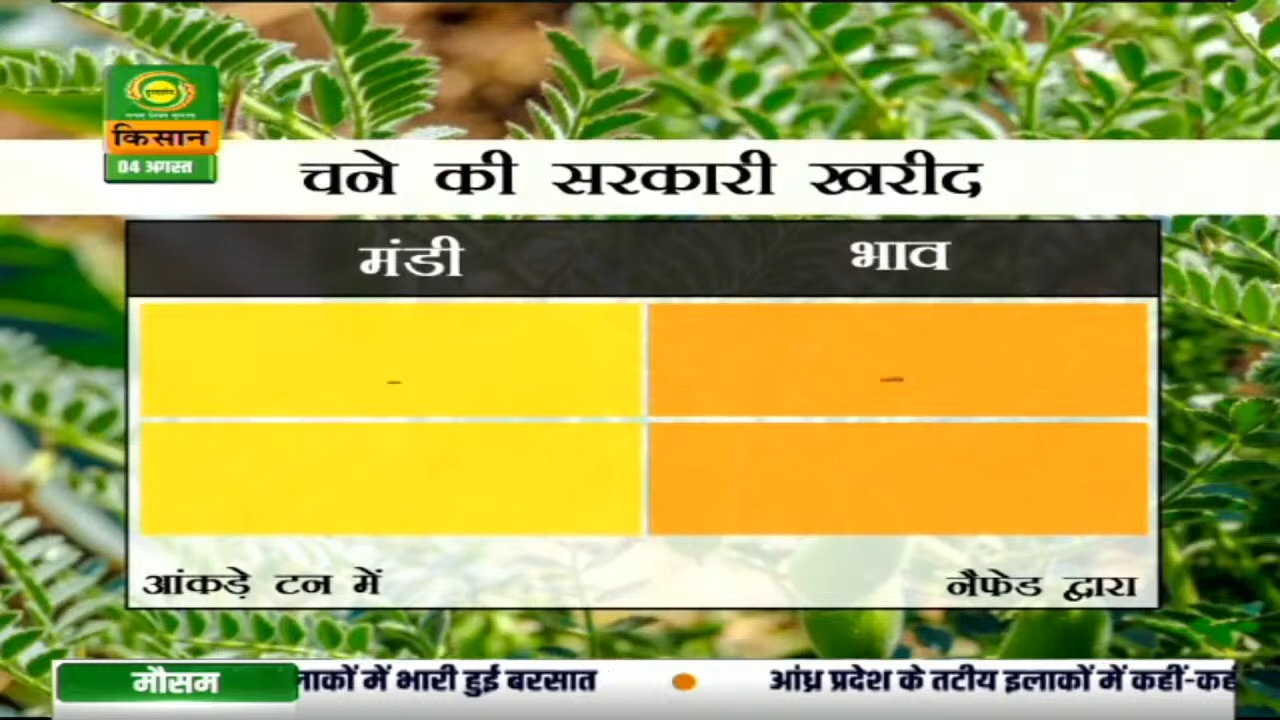 किसान
04 अगस्त
चने की सरकारी खरीद
मंडी भाव
- -
आंकड़े टन में नैफेड द्वारा
मौसम लाकों में भारी हुई बरसात ● आंध्र प्रदेश के तटीय इलाकों में कहीं-कह